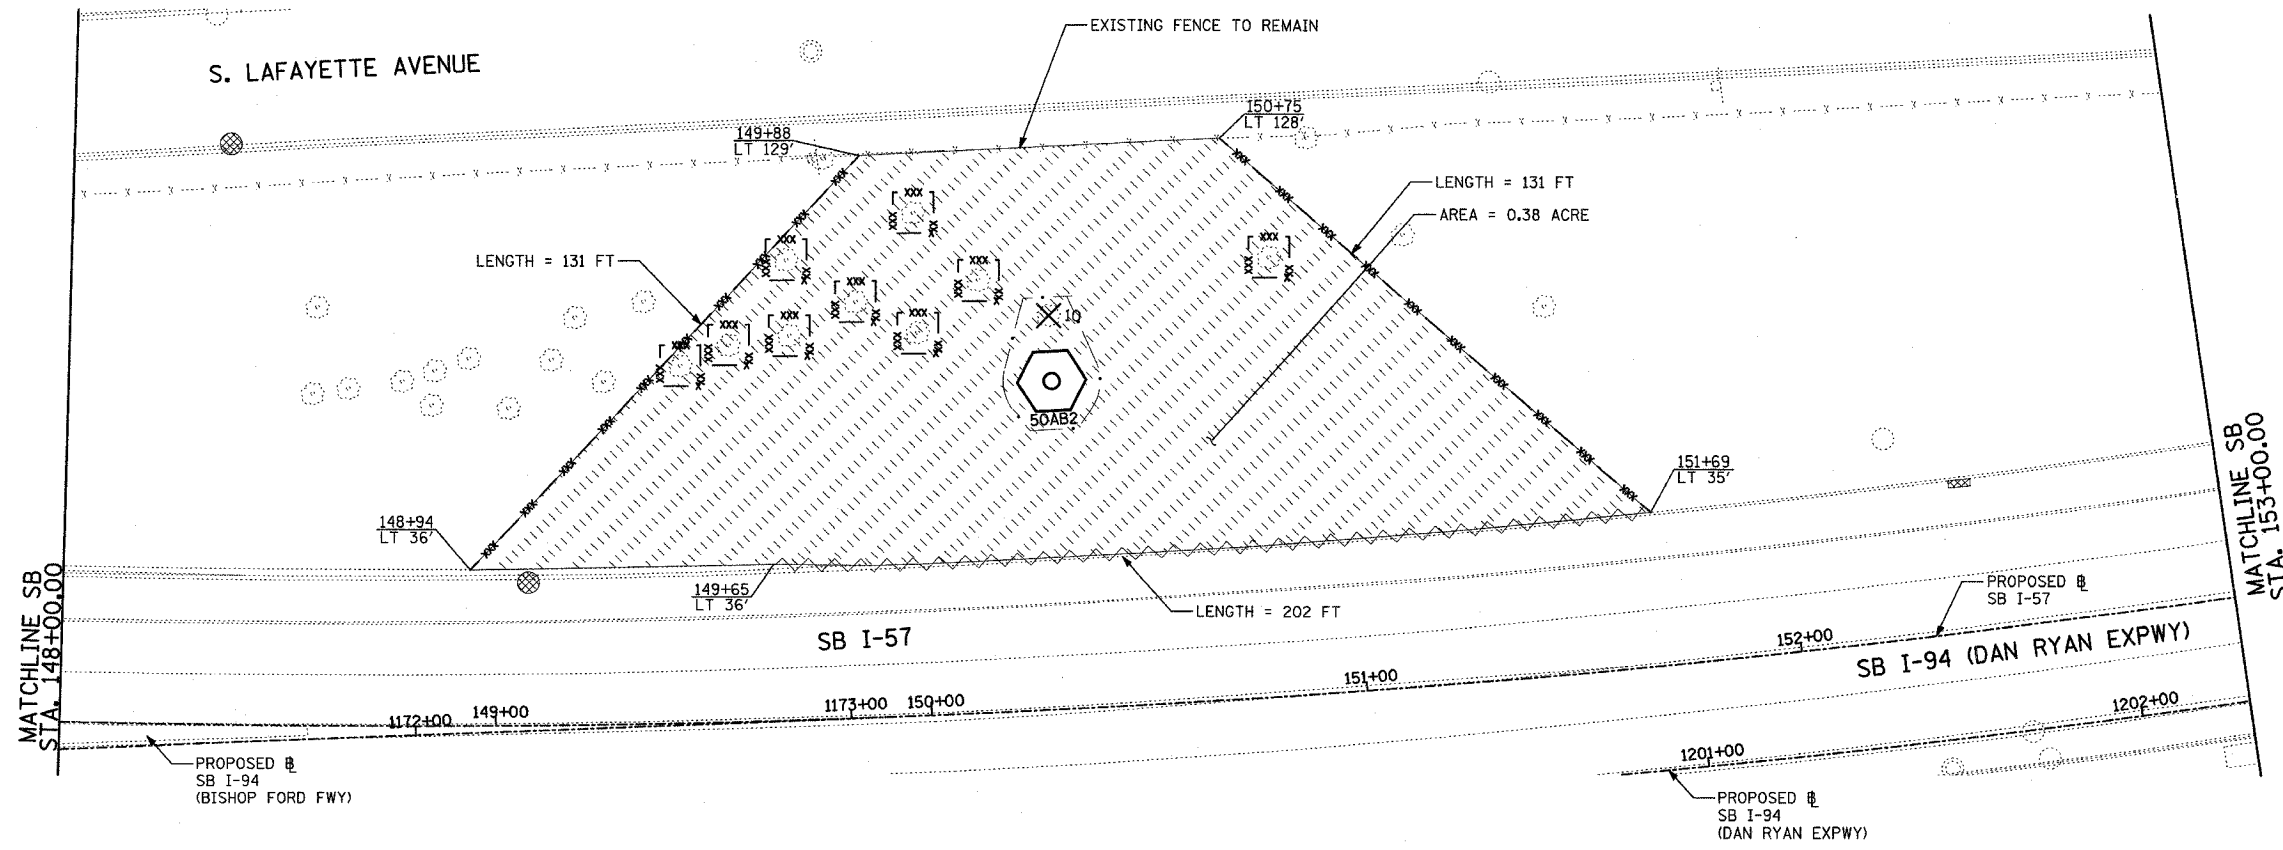 EXISTING FENCE TO REMAIN
S. LAFAYETTE AVENUE
150+75
LT 128'
149+88
LT 129'
LENGTH = 131 FT
AREA = 0.38 ACRE
LENGTH = 131 FT
10
50AB2
151+69
LT 35'
148+94
LT 36'
149+65
LT 36'
LENGTH = 202 FT
MATCHLINE SB
STA. 148+00.00
MATCHLINE SB
STA. 153+00.00
PROPOSED BL
SB I-57
SB I-57
152+00
SB I-94 (DAN RYAN EXPWY)
151+00
1172+00
149+00
1173+00
150+00
1202+00
1201+00
PROPOSED BL
SB I-94
(BISHOP FORD FWY)
PROPOSED BL
SB I-94
(DAN RYAN EXPWY)